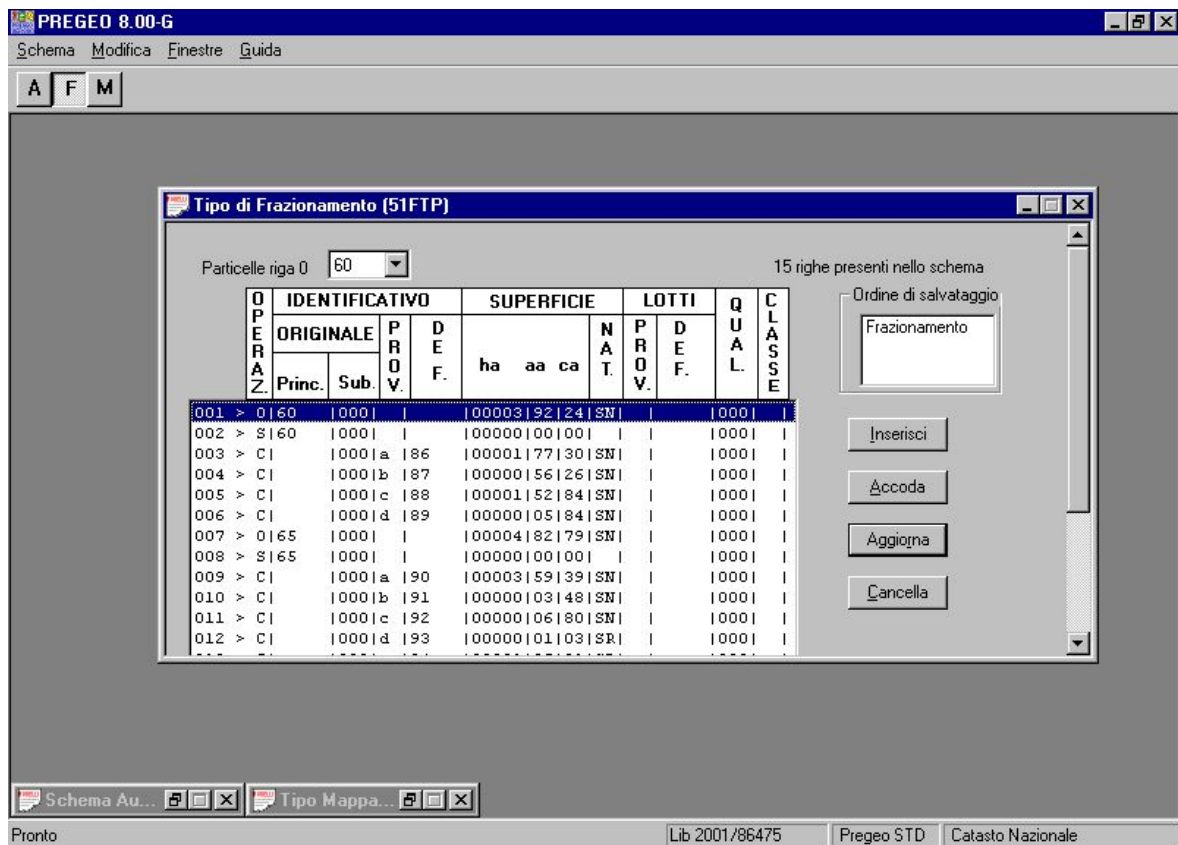 PREGEO 8.00-G
Schema Modifica Finestre Guida
A F M
Tipo di Frazionamento (51FTP)
Particelle riga 0 60
15 righe presenti nello schema
OPERAZ. IDENTIFICATIVO SUPERFICIE LOTTI QUAL. CLASSE
ORIGINALE PROV. DEF. ha aa ca NAT. PROV. DEF.
Princ. Sub.
001 > O|60 |000| | |00003|92|24|SN| | |000| |
002 > S|60 |000| | |00000|00|00| | | |000| |
003 > C| |000|a |86 |00001|77|30|SN| | |000| |
004 > C| |000|b |87 |00000|56|26|SN| | |000| |
005 > C| |000|c |88 |00001|52|84|SN| | |000| |
006 > C| |000|d |89 |00000|05|84|SN| | |000| |
007 > O|65 |000| | |00004|82|79|SN| | |000| |
008 > S|65 |000| | |00000|00|00| | | |000| |
009 > C| |000|a |90 |00003|59|39|SN| | |000| |
010 > C| |000|b |91 |00000|03|48|SN| | |000| |
011 > C| |000|c |92 |00000|06|80|SN| | |000| |
012 > C| |000|d |93 |00000|01|03|SR| | |000| |
Ordine di salvataggio
Frazionamento
Inserisci
Accoda
Aggiorna
Cancella
Schema Au... Tipo Mappa...
Pronto Lib 2001/86475 Pregeo STD Catasto Nazionale